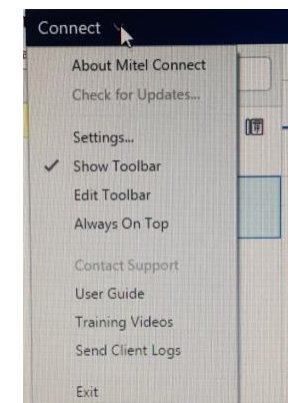 Connect
About Mitel Connect
Check for Updates...
Settings...
Show Toolbar
Edit Toolbar
Always On Top
Contact Support
User Guide
Training Videos
Send Client Logs
Exit